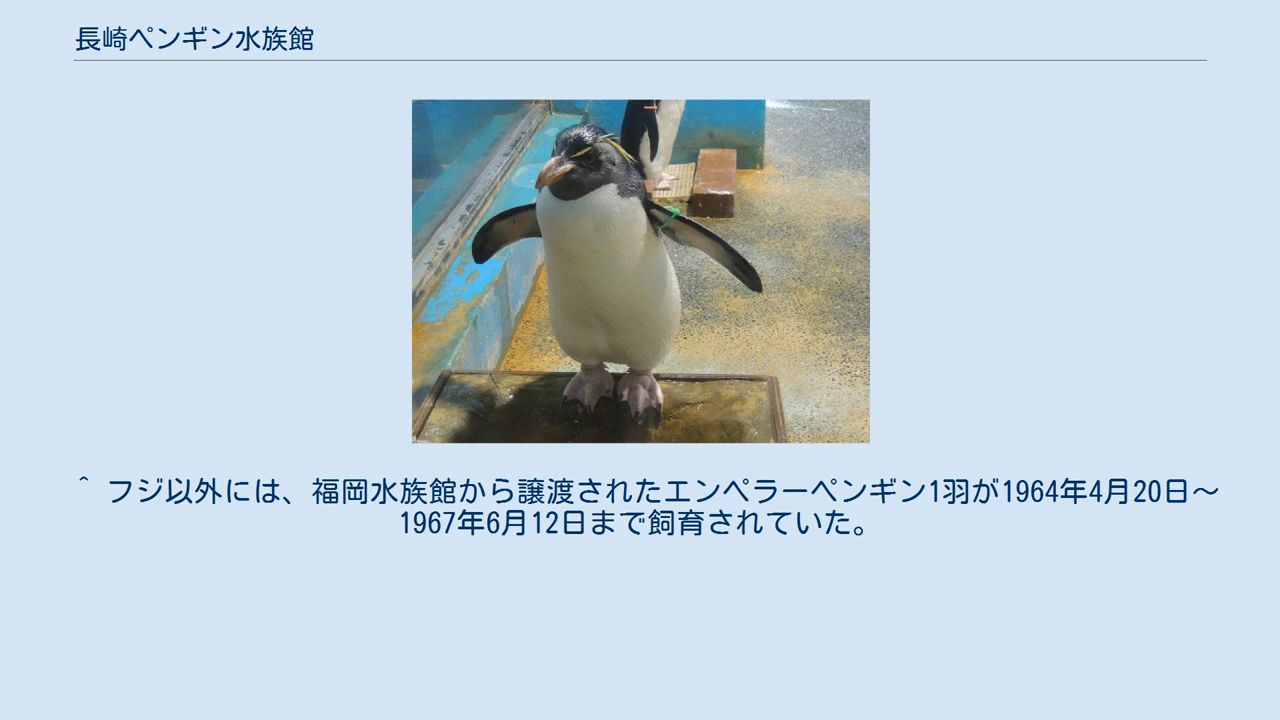 長崎ペンギン水族館
^ フジ以外には、福岡水族館から譲渡されたエンペラーペンギン1羽が1964年4月20日〜
1967年6月12日まで飼育されていた。